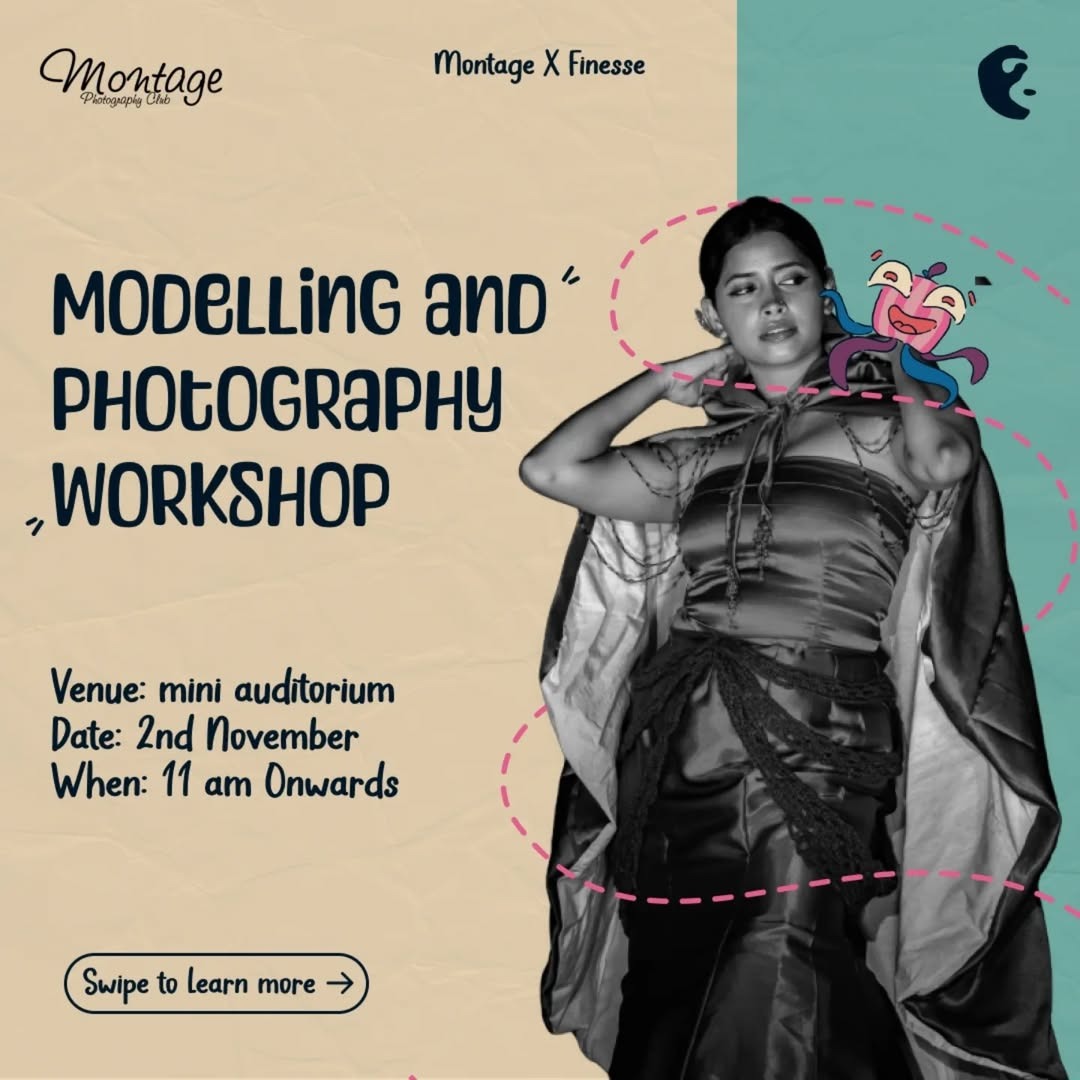 Montage
Photography Club
Montage X Finesse
MODELLING AND
PHOTOGRAPHY
WORKSHOP
Venue: mini auditorium
Date: 2nd November
When: 11 am Onwards
Swipe to Learn more →